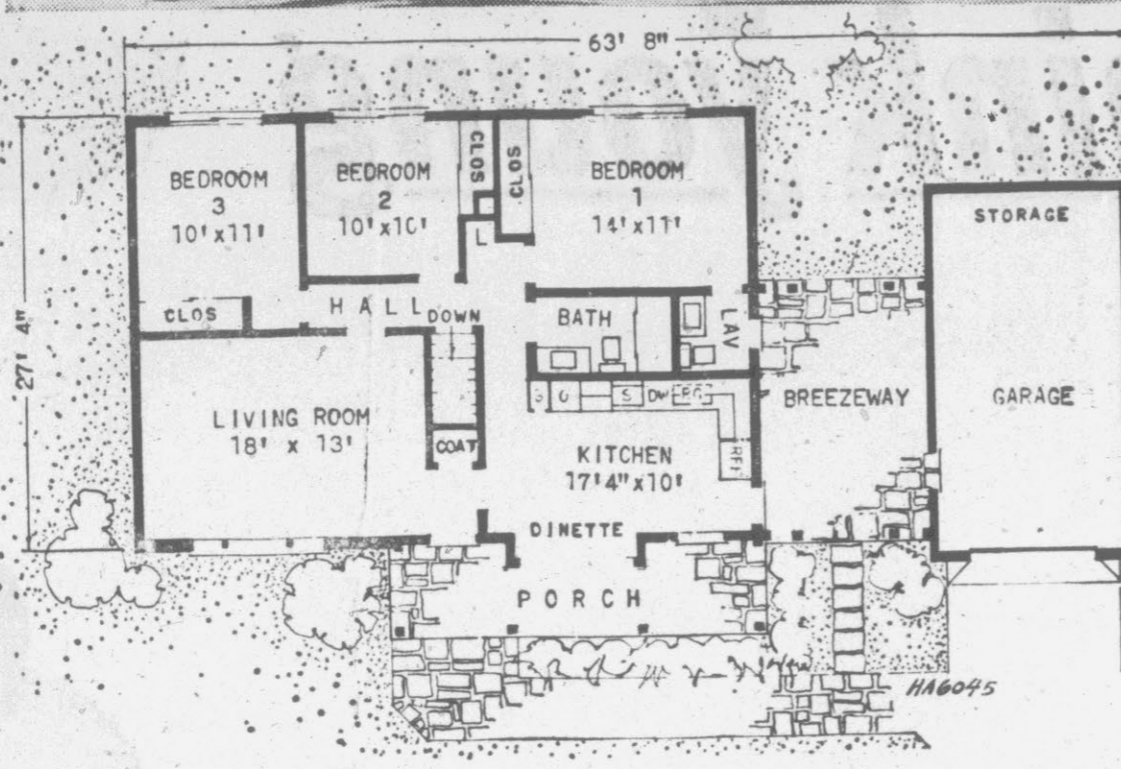 63' 8"
27' 4"
BEDROOM
3
10'x11'
CLOS
BEDROOM
2
10'x10'
CLOS
CLOS
L
BEDROOM
1
14'x11'
STORAGE
HALL
DOWN
BATH
LAV
LIVING ROOM
18' x 13'
COAT
O
S
DW
KITCHEN
17'4"x10'
RF
DINETTE
BREEZEWAY
GARAGE
PORCH
HA6045